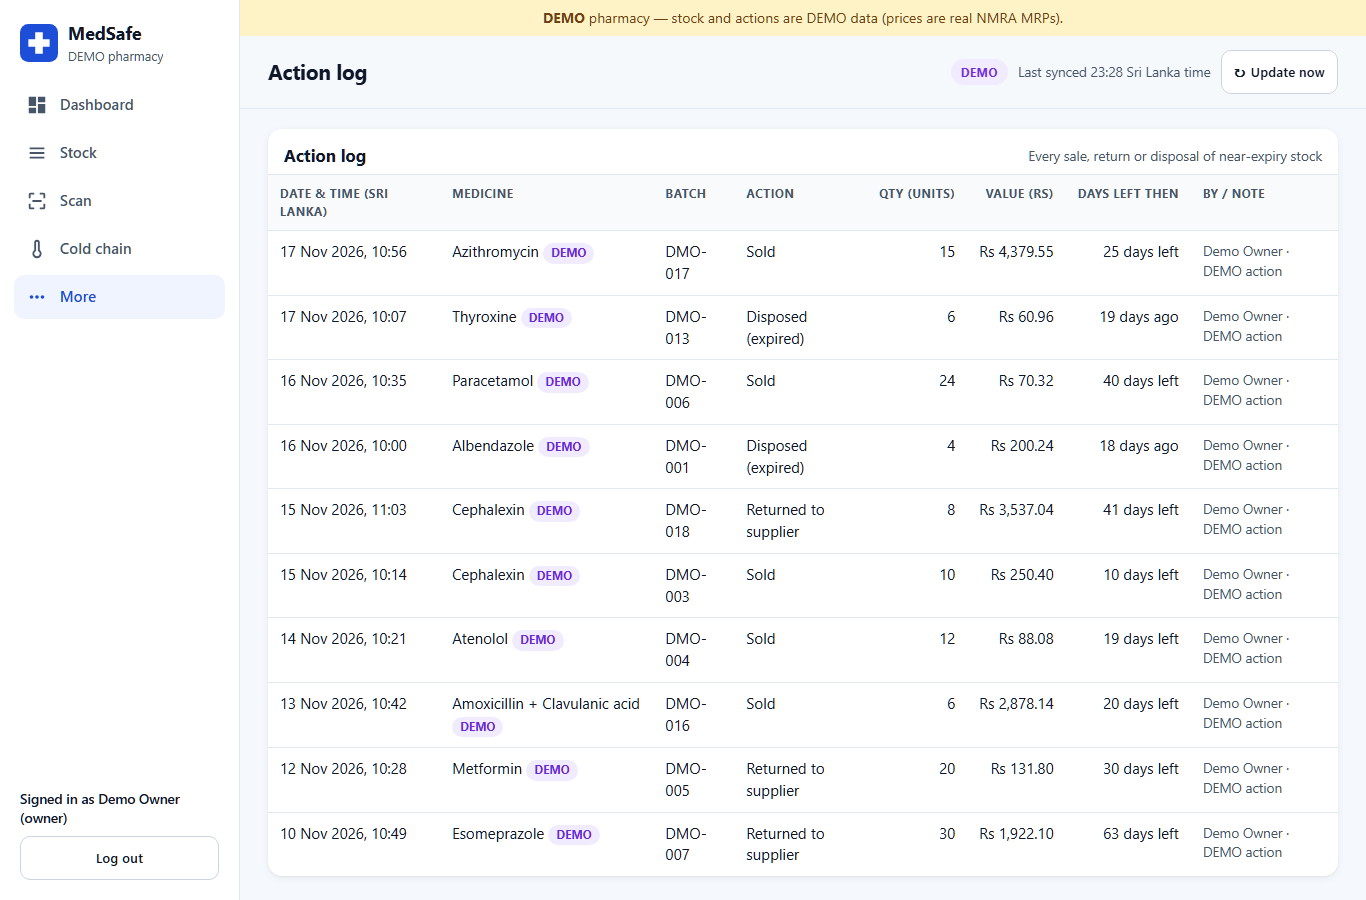 DEMO pharmacy — stock and actions are DEMO data (prices are real NMRA MRPs).
MedSafe
DEMO pharmacy
Dashboard
Stock
Scan
Cold chain
More
Signed in as Demo Owner
(owner)
Log out
Action log
DEMO Last synced 23:28 Sri Lanka time ↻ Update now
Action log
Every sale, return or disposal of near-expiry stock
DATE & TIME (SRI LANKA) MEDICINE BATCH ACTION QTY (UNITS) VALUE (RS) DAYS LEFT THEN BY / NOTE
17 Nov 2026, 10:56 Azithromycin DEMO DMO-017 Sold 15 Rs 4,379.55 25 days left Demo Owner · DEMO action
17 Nov 2026, 10:07 Thyroxine DEMO DMO-013 Disposed (expired) 6 Rs 60.96 19 days ago Demo Owner · DEMO action
16 Nov 2026, 10:35 Paracetamol DEMO DMO-006 Sold 24 Rs 70.32 40 days left Demo Owner · DEMO action
16 Nov 2026, 10:00 Albendazole DEMO DMO-001 Disposed (expired) 4 Rs 200.24 18 days ago Demo Owner · DEMO action
15 Nov 2026, 11:03 Cephalexin DEMO DMO-018 Returned to supplier 8 Rs 3,537.04 41 days left Demo Owner · DEMO action
15 Nov 2026, 10:14 Cephalexin DEMO DMO-003 Sold 10 Rs 250.40 10 days left Demo Owner · DEMO action
14 Nov 2026, 10:21 Atenolol DEMO DMO-004 Sold 12 Rs 88.08 19 days left Demo Owner · DEMO action
13 Nov 2026, 10:42 Amoxicillin + Clavulanic acid DEMO DMO-016 Sold 6 Rs 2,878.14 20 days left Demo Owner · DEMO action
12 Nov 2026, 10:28 Metformin DEMO DMO-005 Returned to supplier 20 Rs 131.80 30 days left Demo Owner · DEMO action
10 Nov 2026, 10:49 Esomeprazole DEMO DMO-007 Returned to supplier 30 Rs 1,922.10 63 days left Demo Owner · DEMO action